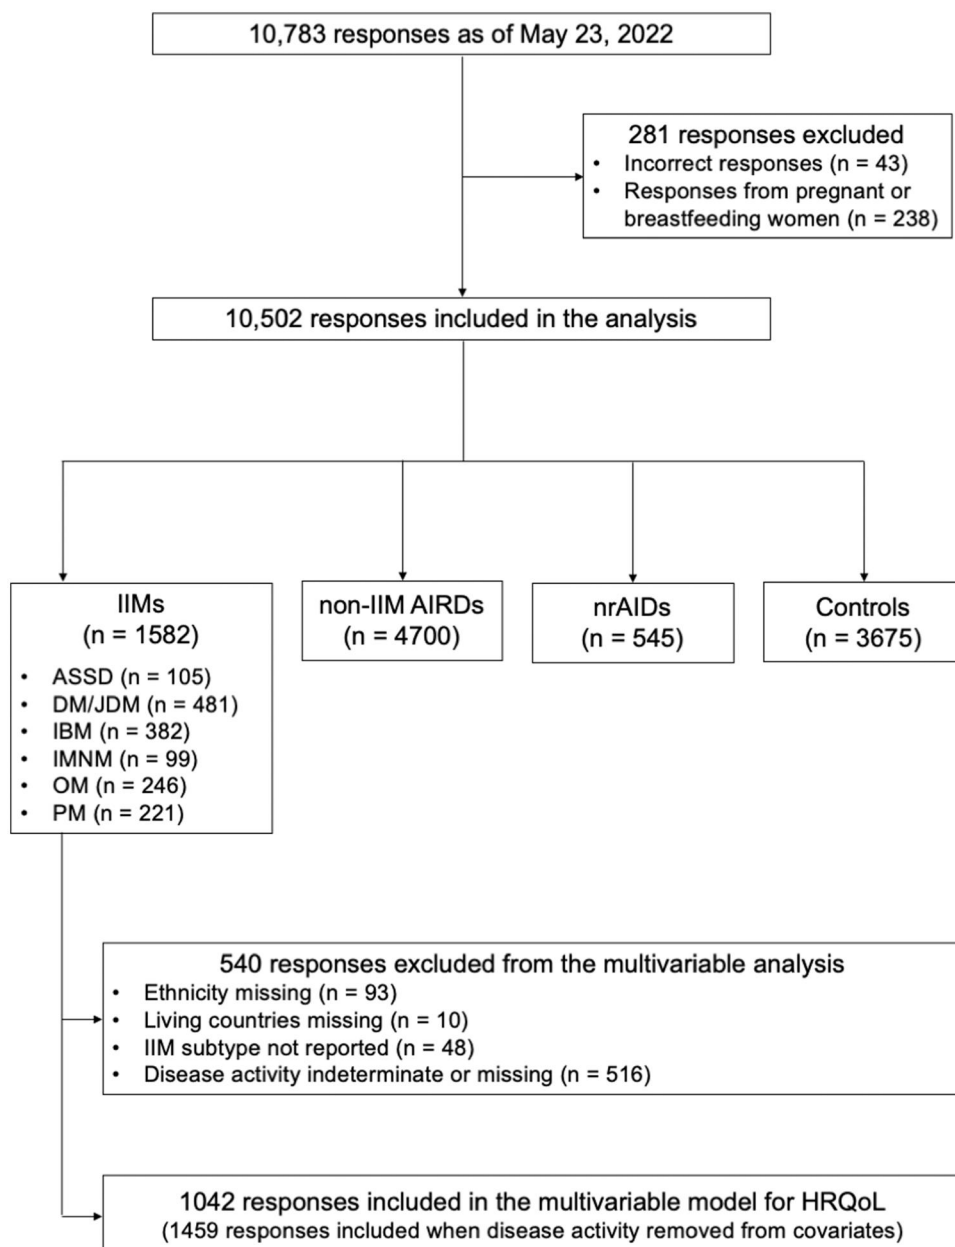 10,783 responses as of May 23, 2022
281 responses excluded
• Incorrect responses (n = 43)
• Responses from pregnant or
breastfeeding women (n = 238)
10,502 responses included in the analysis
IIMs
(n = 1582)
• ASSD (n = 105)
• DM/JDM (n = 481)
• IBM (n = 382)
• IMNM (n = 99)
• OM (n = 246)
• PM (n = 221)
non-IIM AIRDs
(n = 4700)
nrAIDs
(n = 545)
Controls
(n = 3675)
540 responses excluded from the multivariable analysis
• Ethnicity missing (n = 93)
• Living countries missing (n = 10)
• IIM subtype not reported (n = 48)
• Disease activity indeterminate or missing (n = 516)
1042 responses included in the multivariable model for HRQoL
(1459 responses included when disease activity removed from covariates)